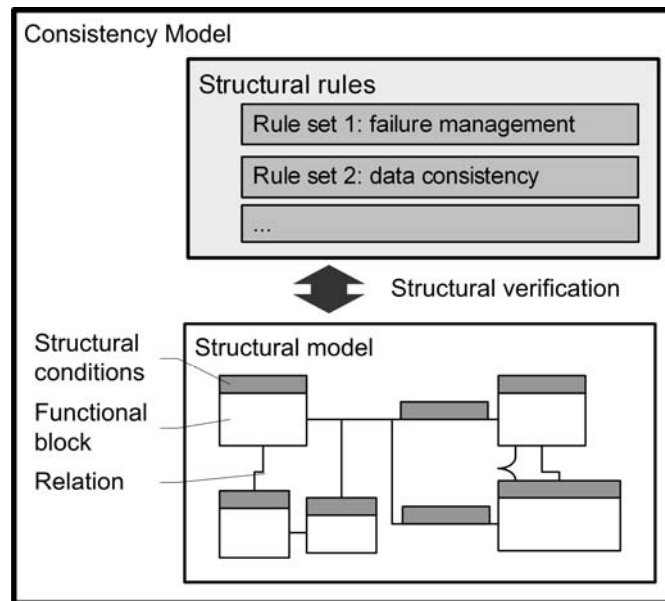 Consistency Model
Structural rules
Rule set 1: failure management
Rule set 2: data consistency
...
Structural verification
Structural model
Structural
conditions
Functional
block
Relation